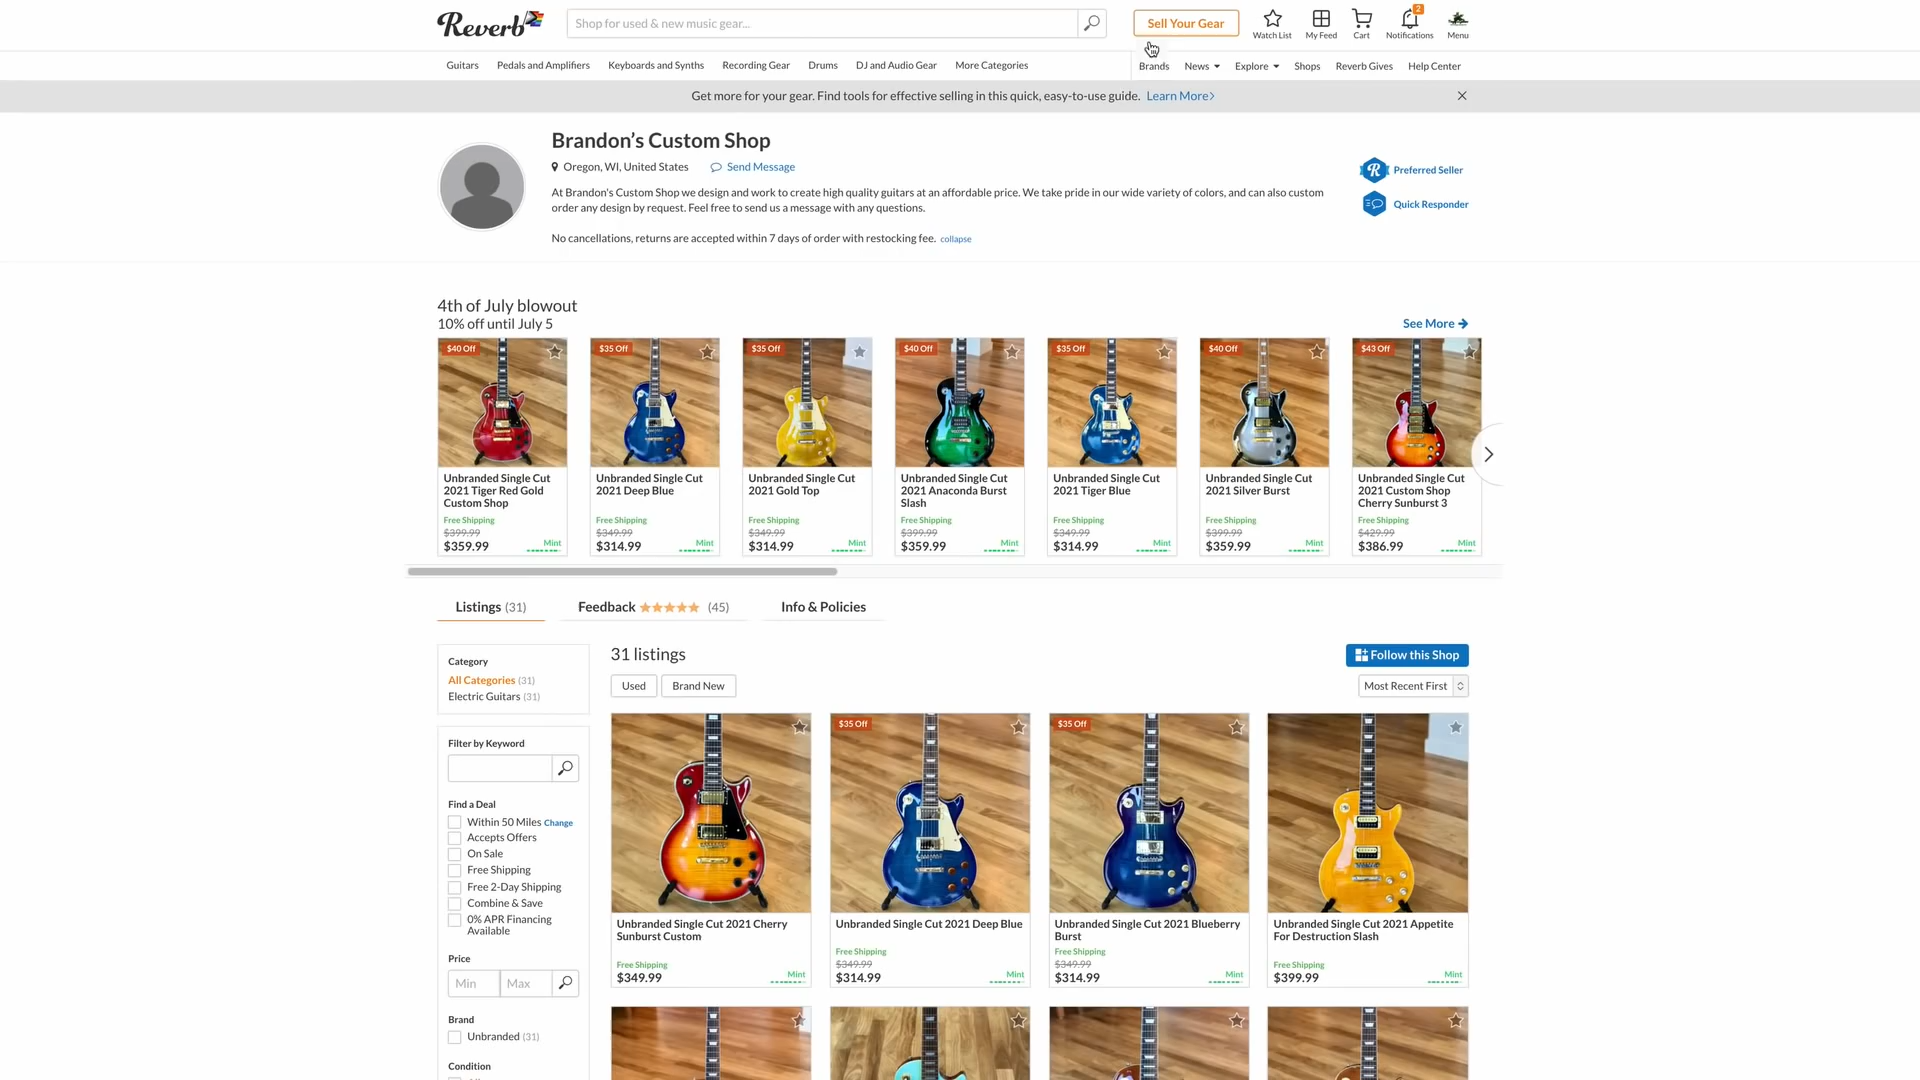 Reverb
Shop for used & new music gear...
Sell Your Gear
Watch List
My Feed
Cart
2
Notifications
Menu
Guitars
Pedals and Amplifiers
Keyboards and Synths
Recording Gear
Drums
DJ and Audio Gear
More Categories
Brands
News
Explore
Shops
Reverb Gives
Help Center
Get more for your gear. Find tools for effective selling in this quick, easy-to-use guide. Learn More
Brandon's Custom Shop
Oregon, WI, United States
Send Message
At Brandon's Custom Shop we design and work to create high quality guitars at an affordable price. We take pride in our wide variety of colors, and can also custom
order any design by request. Feel free to send us a message with any questions.
No cancellations, returns are accepted within 7 days of order with restocking fee. collapse
Preferred Seller
Quick Responder
4th of July blowout
10% off until July 5
See More
$40 Off
Unbranded Single Cut
2021 Tiger Red Gold
Custom Shop
Free Shipping
$399.99
$359.99
Mint
$35 Off
Unbranded Single Cut
2021 Deep Blue
Free Shipping
$349.99
$314.99
Mint
$35 Off
Unbranded Single Cut
2021 Gold Top
Free Shipping
$349.99
$314.99
Mint
$40 Off
Unbranded Single Cut
2021 Anaconda Burst
Slash
Free Shipping
$399.99
$359.99
Mint
$35 Off
Unbranded Single Cut
2021 Tiger Blue
Free Shipping
$349.99
$314.99
Mint
$40 Off
Unbranded Single Cut
2021 Silver Burst
Free Shipping
$399.99
$359.99
Mint
$43 Off
Unbranded Single Cut
2021 Custom Shop
Cherry Sunburst 3
Free Shipping
$429.99
$386.99
Mint
Listings (31)
Feedback (45)
Info & Policies
Category
All Categories (31)
Electric Guitars (31)
Filter by Keyword
Find a Deal
Within 50 Miles Change
Accepts Offers
On Sale
Free Shipping
Free 2-Day Shipping
Combine & Save
0% APR Financing
Available
Price
Min
Max
Brand
Unbranded (31)
Condition
31 listings
Follow this Shop
Used
Brand New
Most Recent First
Unbranded Single Cut 2021 Cherry
Sunburst Custom
Free Shipping
$349.99
Mint
$35 Off
Unbranded Single Cut 2021 Deep Blue
Free Shipping
$349.99
$314.99
Mint
$35 Off
Unbranded Single Cut 2021 Blueberry
Burst
Free Shipping
$349.99
$314.99
Mint
Unbranded Single Cut 2021 Appetite
For Destruction Slash
Free Shipping
$399.99
Mint